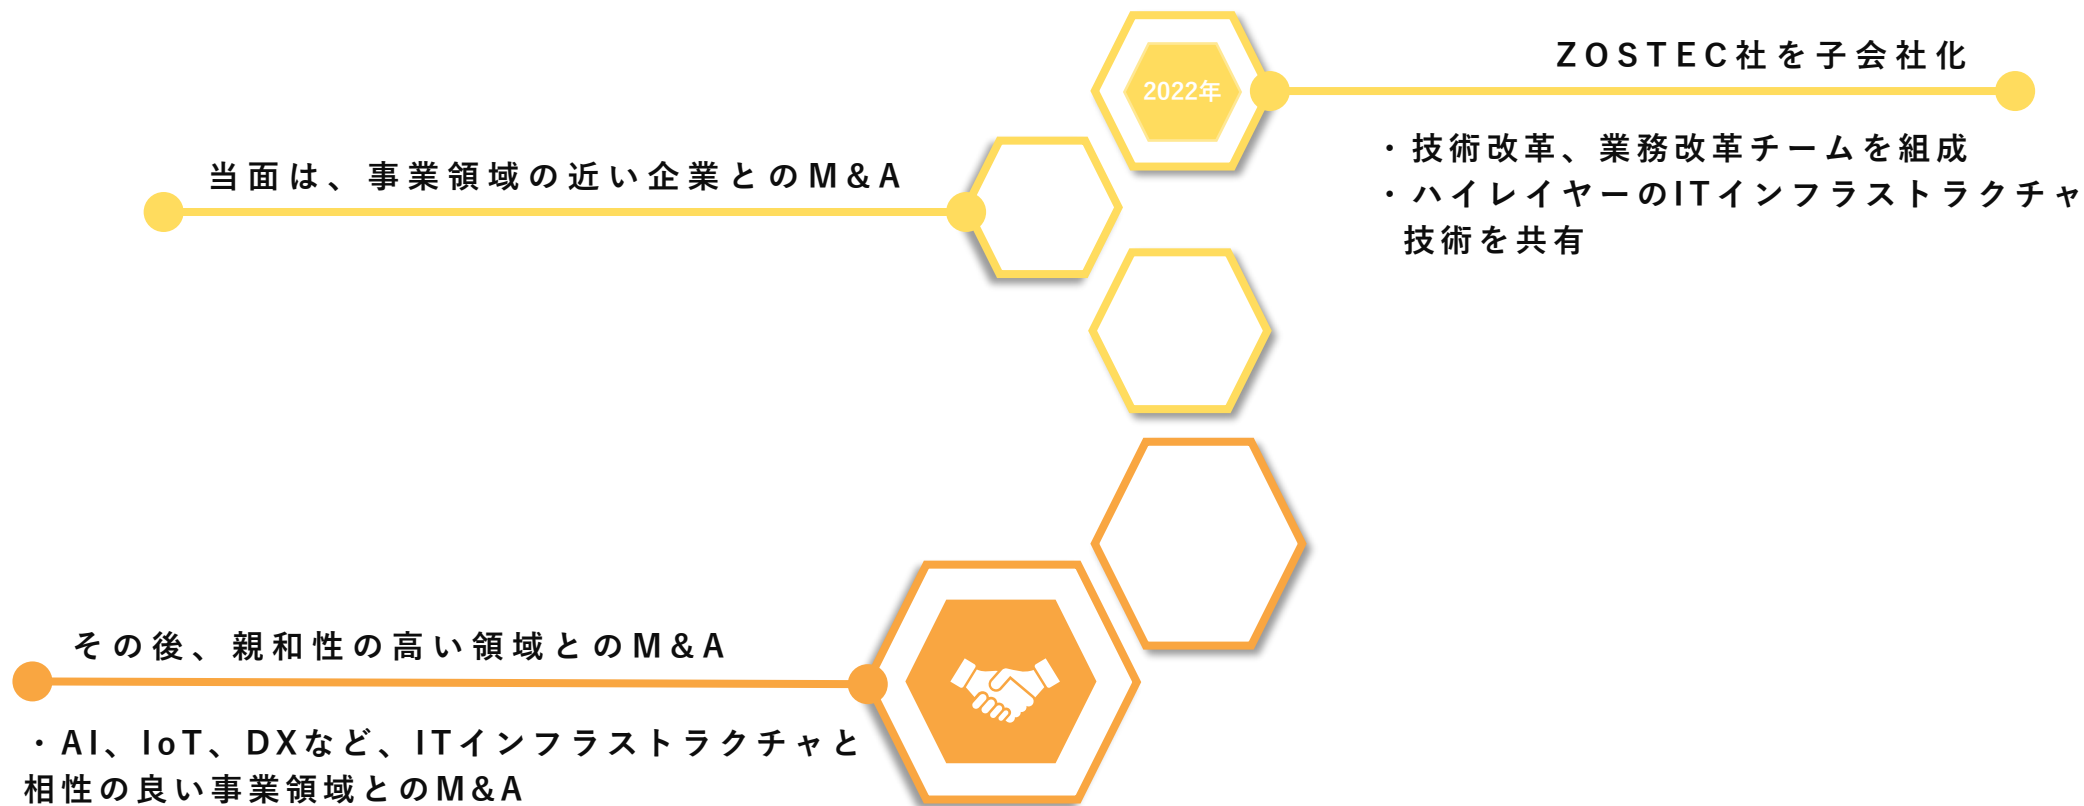 2022年
ZOSTEC社を子会社化
・技術改革、業務改革チームを組成
・ハイレイヤーのITインフラストラクチャ
技術を共有
当面は、事業領域の近い企業とのM&A
その後、親和性の高い領域とのM&A
・AI、IoT、DXなど、ITインフラストラクチャと
相性の良い事業領域とのM&A